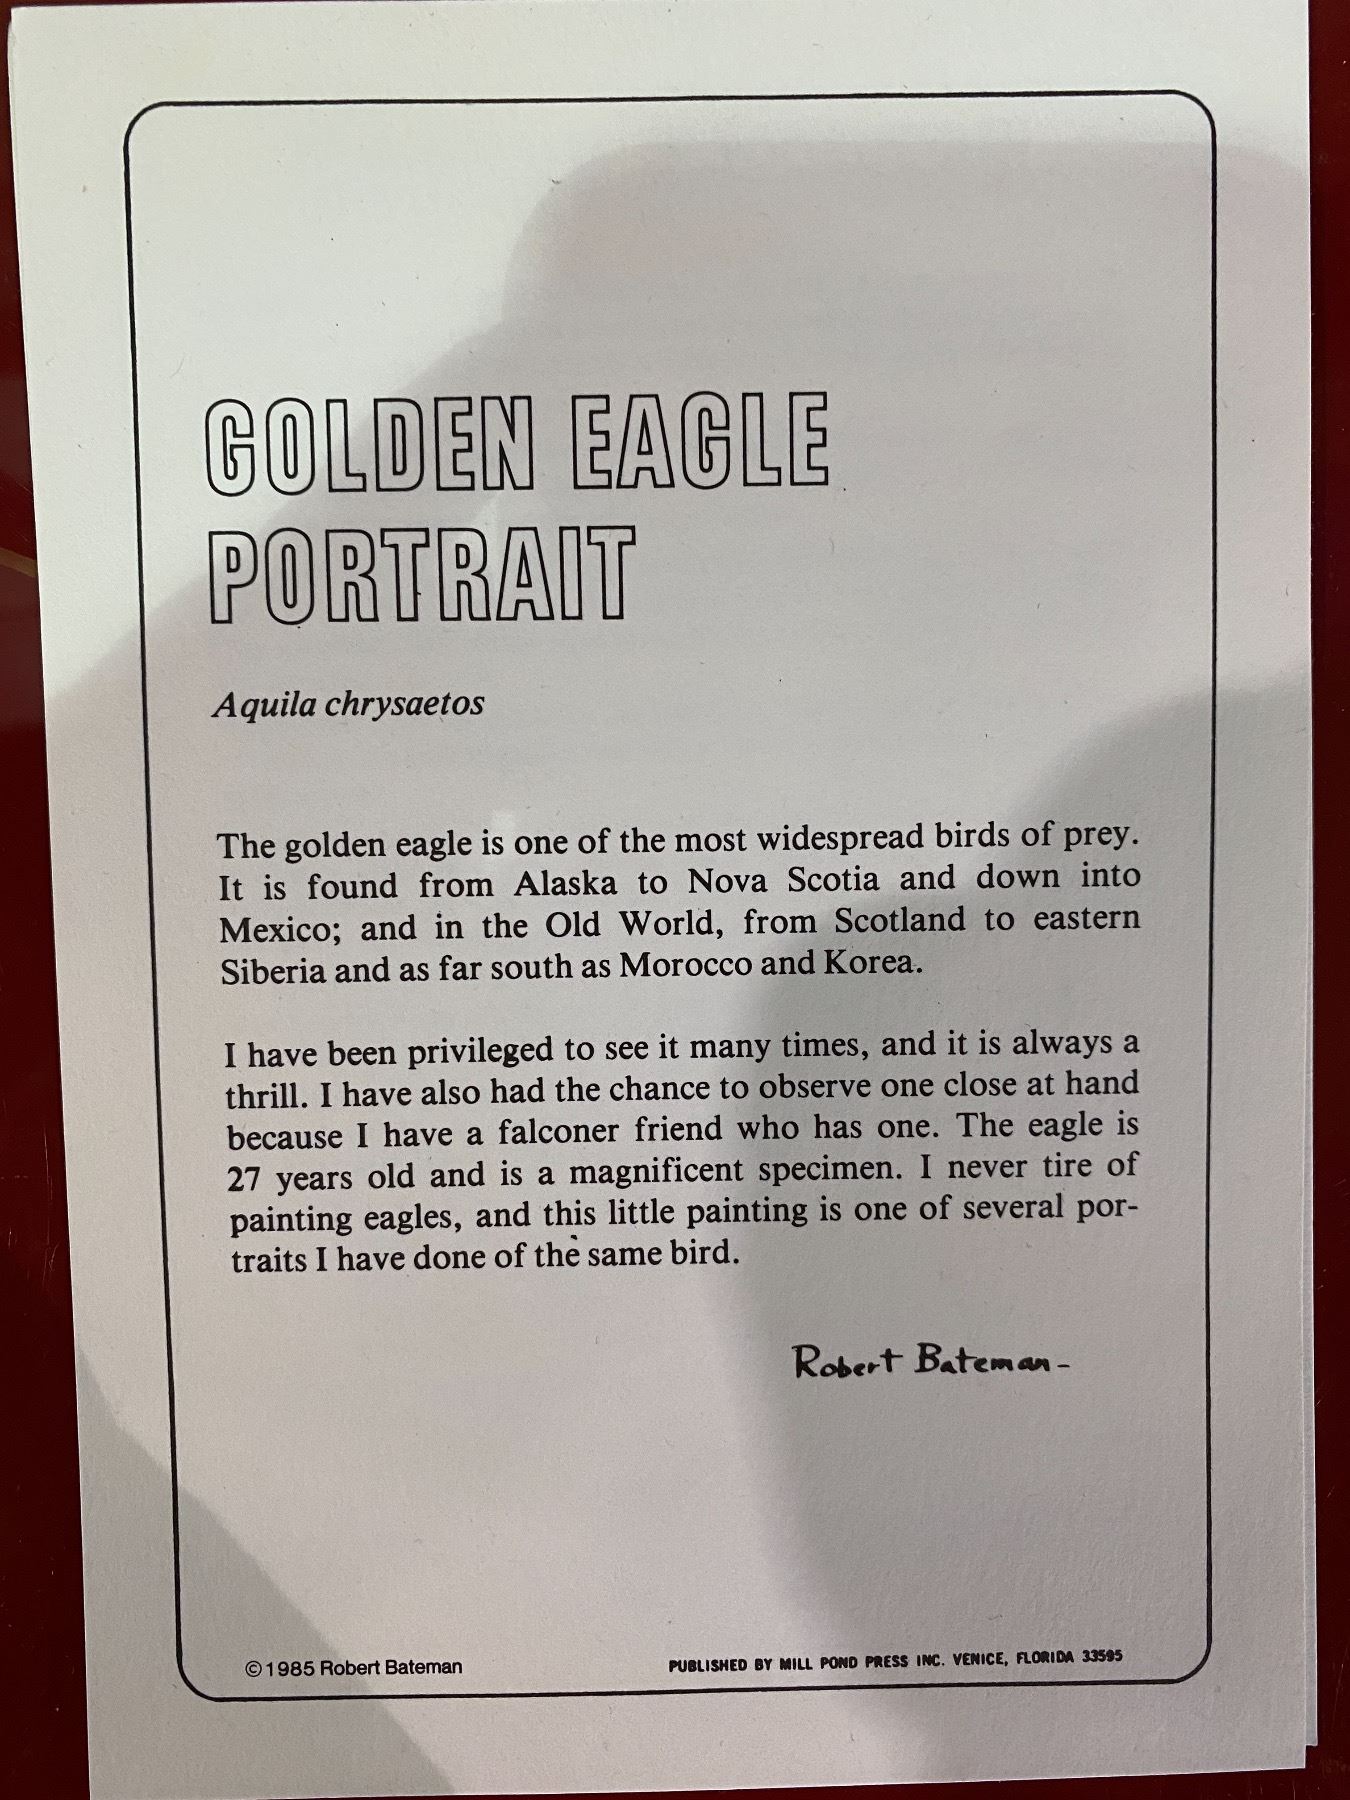 GOLDEN EAGLE
PORTRAIT
Aquila chrysaetos
The golden eagle is one of the most widespread birds of prey.
It is found from Alaska to Nova Scotia and down into
Mexico; and in the Old World, from Scotland to eastern
Siberia and as far south as Morocco and Korea.
I have been privileged to see it many times, and it is always a
thrill. I have also had the chance to observe one close at hand
because I have a falconer friend who has one. The eagle is
27 years old and is a magnificent specimen. I never tire of
painting eagles, and this little painting is one of several por-
traits I have done of the same bird.
Robert Bateman-
©1985 Robert Bateman
PUBLISHED BY MILL POND PRESS INC. VENICE, FLORIDA 33595